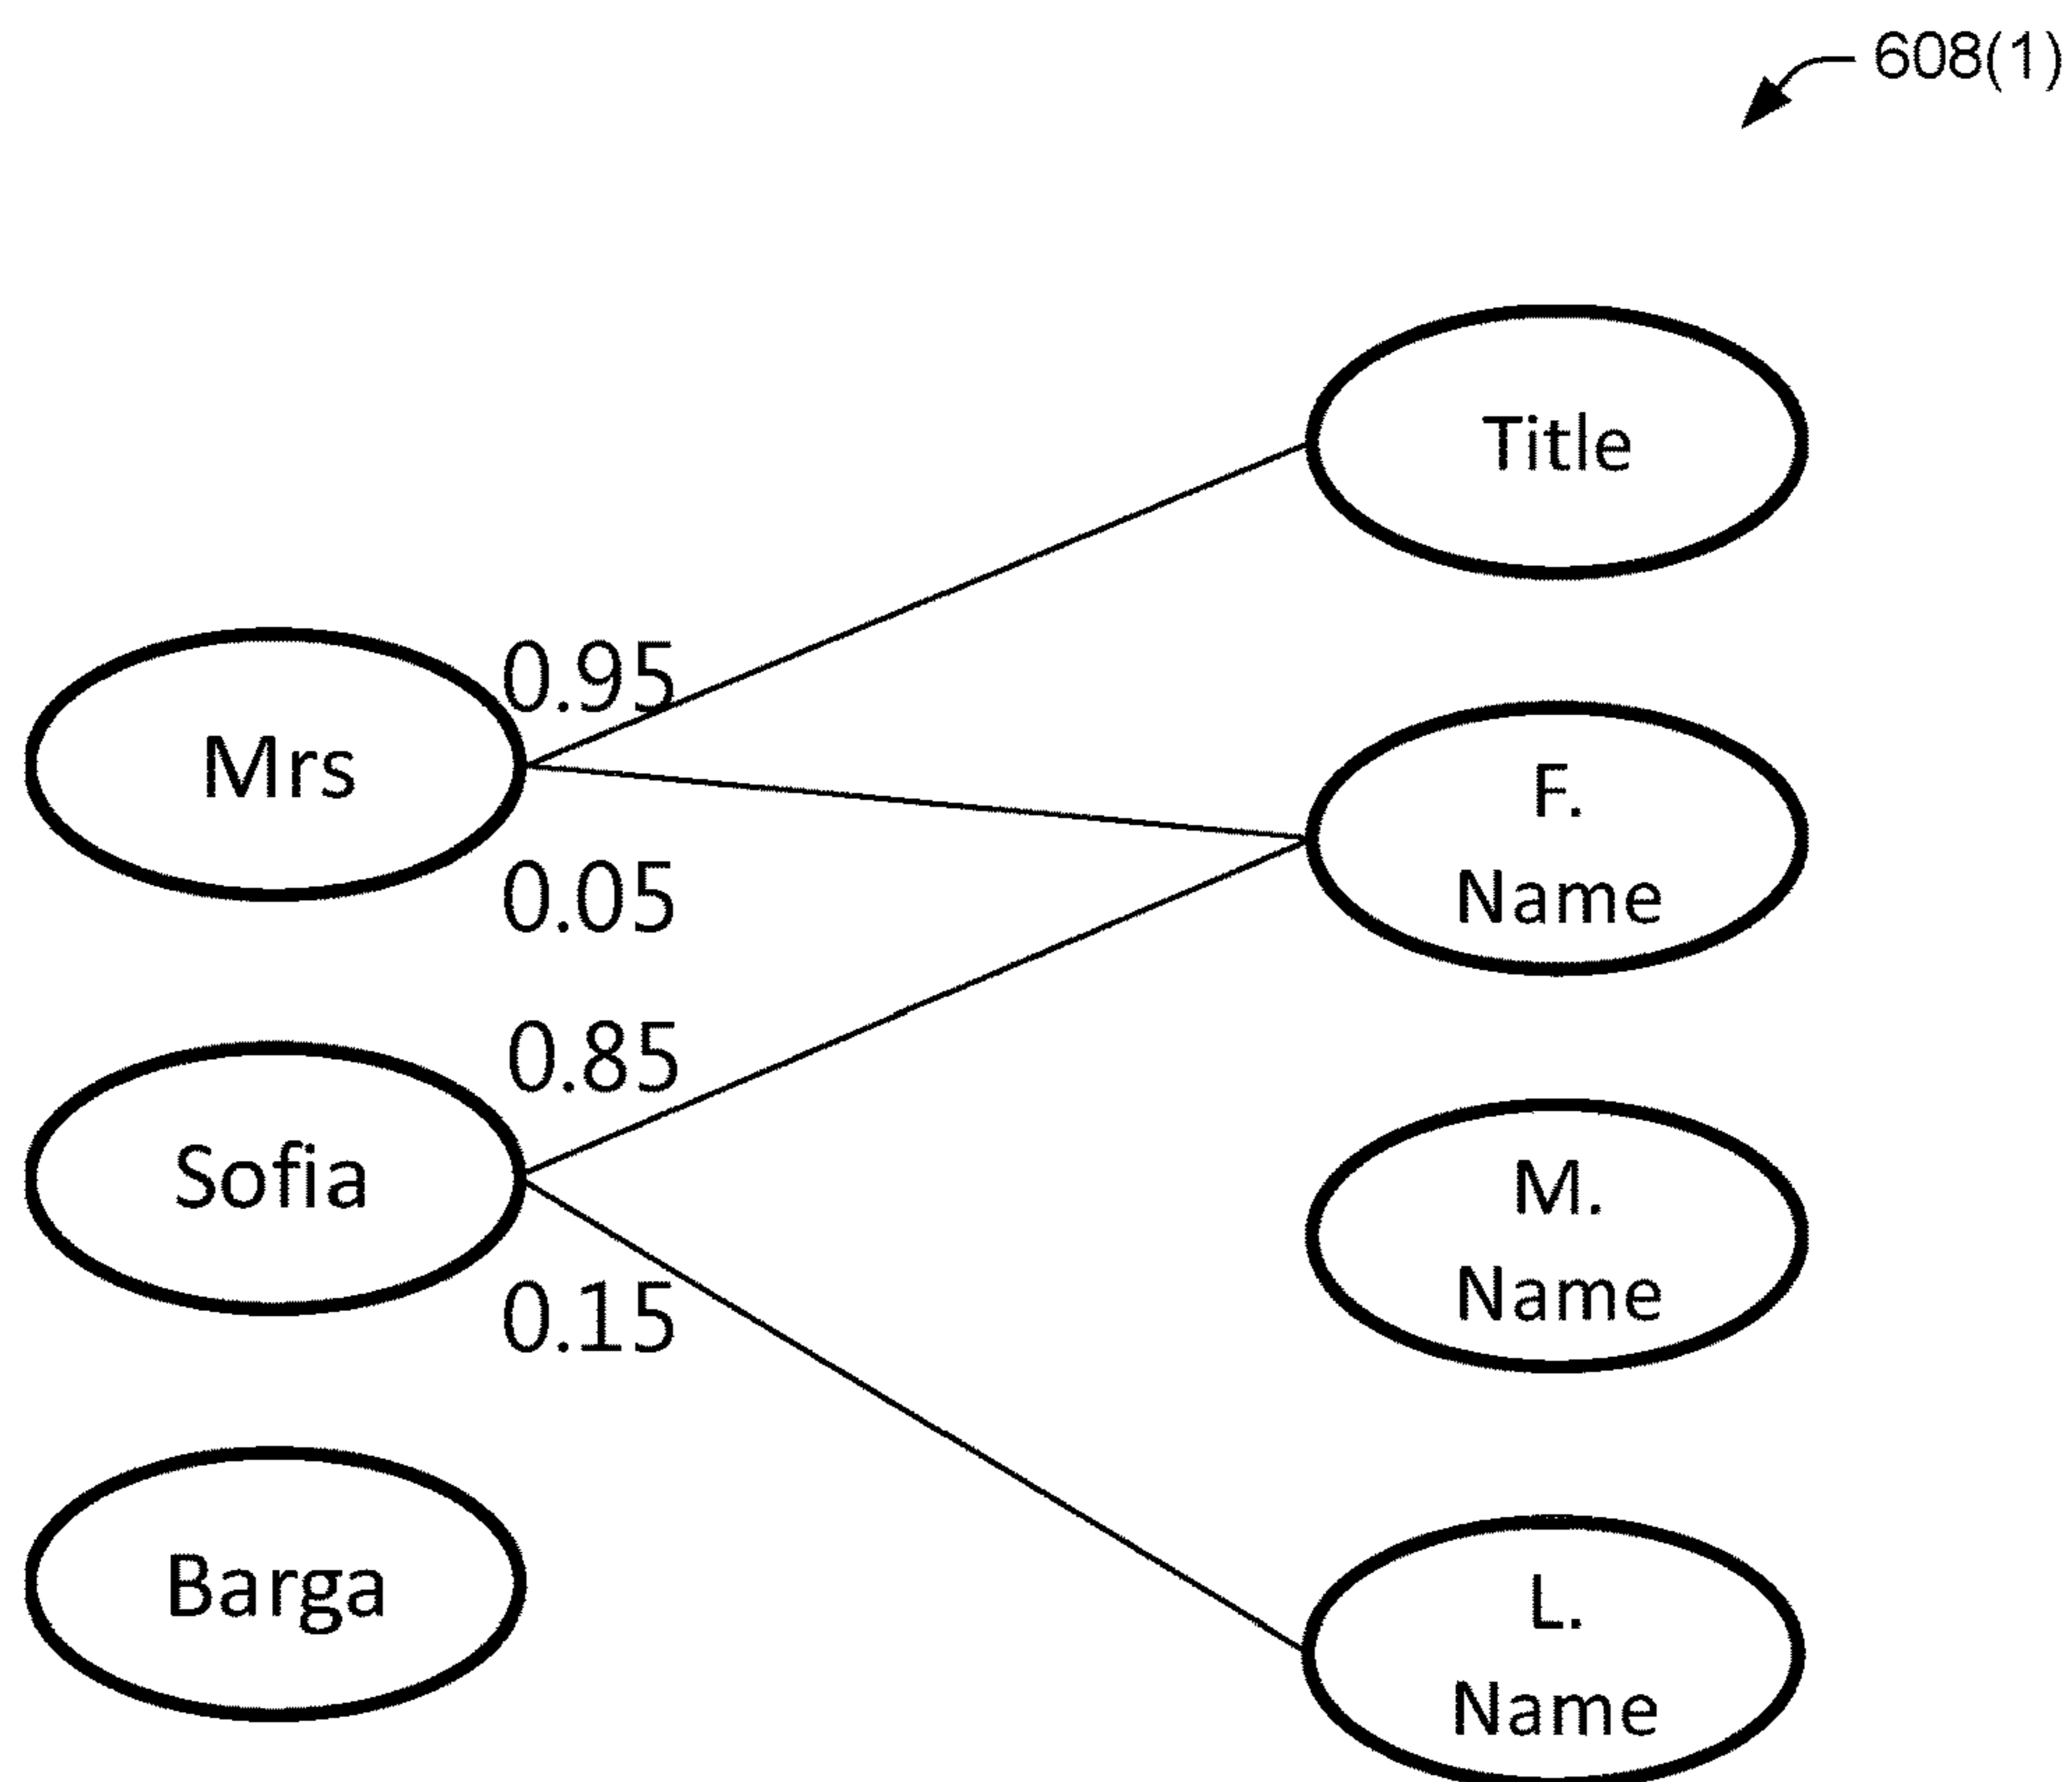 608(1)
Title
0.95
Mrs
F.
Name
0.05
0.85
Sofia
M.
Name
0.15
Barga
L.
Name